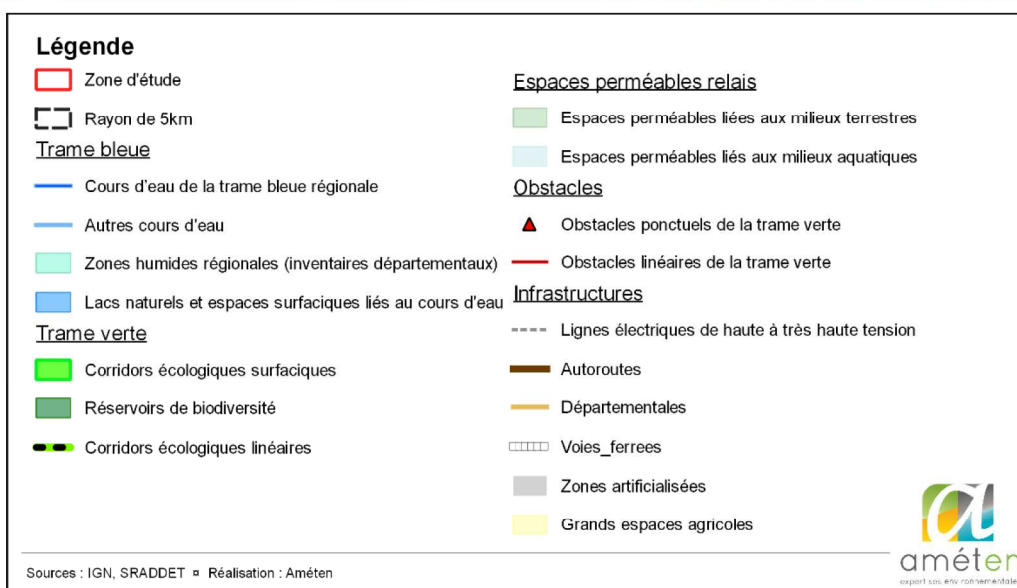 Légende
Zone d'étude
Rayon de 5km
Trame bleue
Cours d'eau de la trame bleue régionale
Autres cours d'eau
Zones humides régionales (inventaires départementaux)
Lacs naturels et espaces surfaciques liés au cours d'eau
Trame verte
Corridors écologiques surfaciques
Réservoirs de biodiversité
Corridors écologiques linéaires
Espaces perméables relais
Espaces perméables liées aux milieux terrestres
Espaces perméables liés aux milieux aquatiques
Obstacles
Obstacles ponctuels de la trame verte
Obstacles linéaires de la trame verte
Infrastructures
Lignes électriques de haute à très haute tension
Autoroutes
Départementales
Voies_ferrees
Zones artificialisées
Grands espaces agricoles
Sources : IGN, SRADDET ¤ Réalisation : Améten
a
améten
expertises environnementales